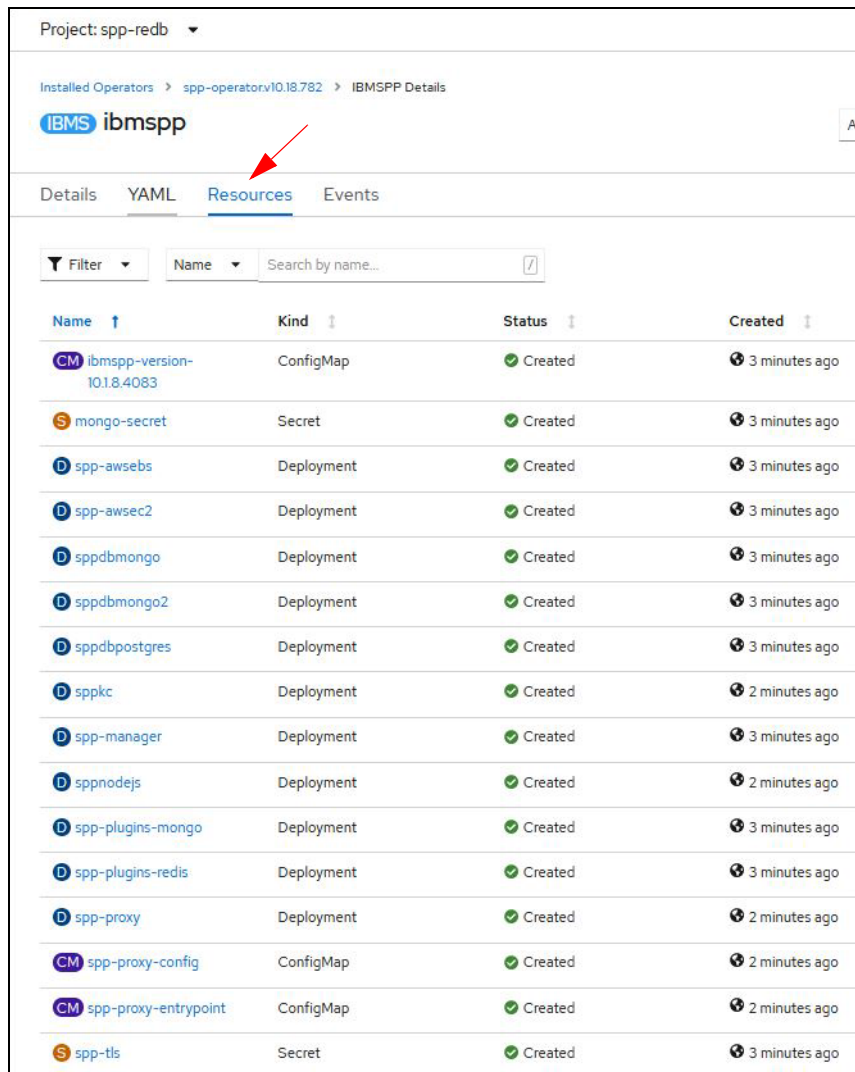 Project: spp-redb
Installed Operators > spp-operator.v10.18.782 > IBMSPP Details
IBMS ibmspp
A
Details YAML Resources Events
Filter Name Search by name... /
Name Kind Status Created
CM ibmspp-version- ConfigMap Created 3 minutes ago
10.1.8.4083
S mongo-secret Secret Created 3 minutes ago
D spp-awsebs Deployment Created 3 minutes ago
D spp-awsec2 Deployment Created 3 minutes ago
D sppdbmongo Deployment Created 3 minutes ago
D sppdbmongo2 Deployment Created 3 minutes ago
D sppdbpostgres Deployment Created 3 minutes ago
D sppkc Deployment Created 2 minutes ago
D spp-manager Deployment Created 3 minutes ago
D sppnodejs Deployment Created 2 minutes ago
D spp-plugins-mongo Deployment Created 3 minutes ago
D spp-plugins-redis Deployment Created 3 minutes ago
D spp-proxy Deployment Created 2 minutes ago
CM spp-proxy-config ConfigMap Created 2 minutes ago
CM spp-proxy-entrypoint ConfigMap Created 2 minutes ago
S spp-tls Secret Created 3 minutes ago